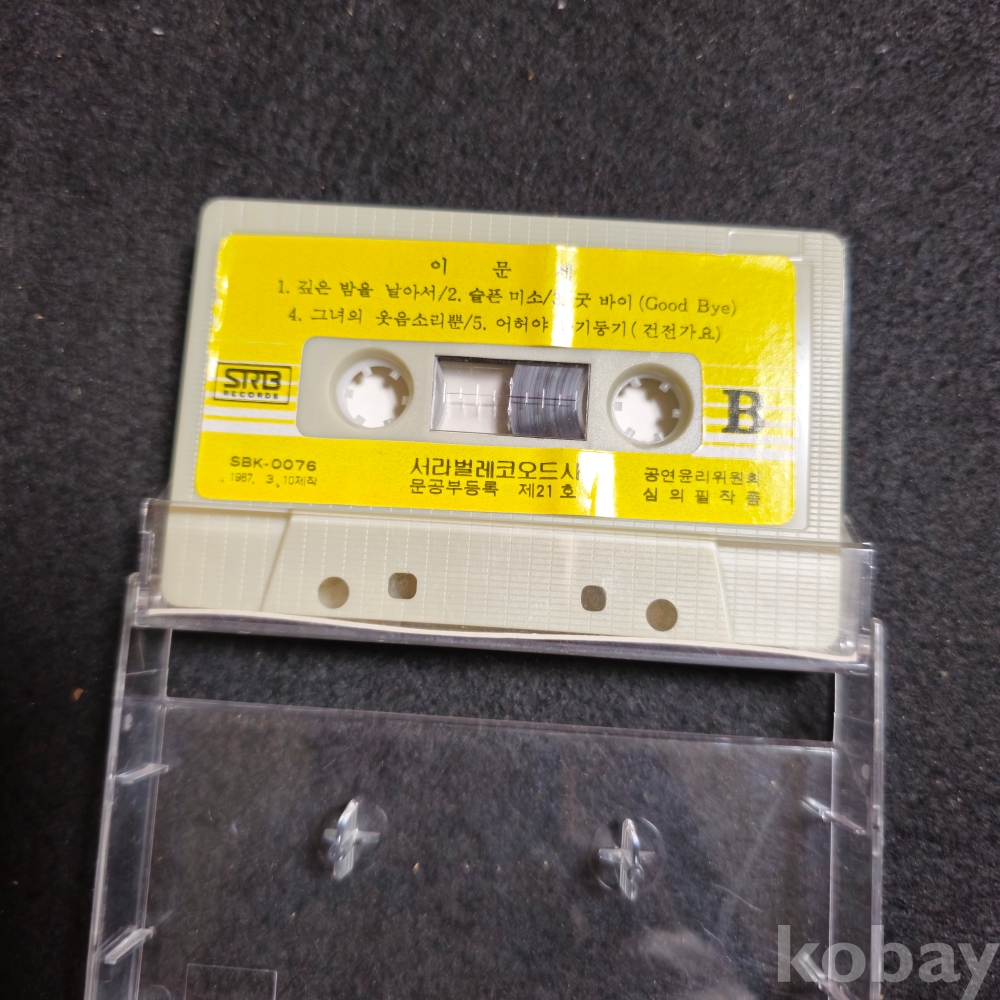 이 문
1. 깊은 밤을 날아서/2. 슬픈 미소/3. 굿 바이 (Good Bye)
4. 그녀의 웃음소리뿐/5. 어허야 기둥기 (건전가요)
SRB
RECORDS
B
SBK-0076
1987. 3. 10제작
서라벌레코오드사
문공부등록 제21호
공연윤리위원회
심의필작품
kobay